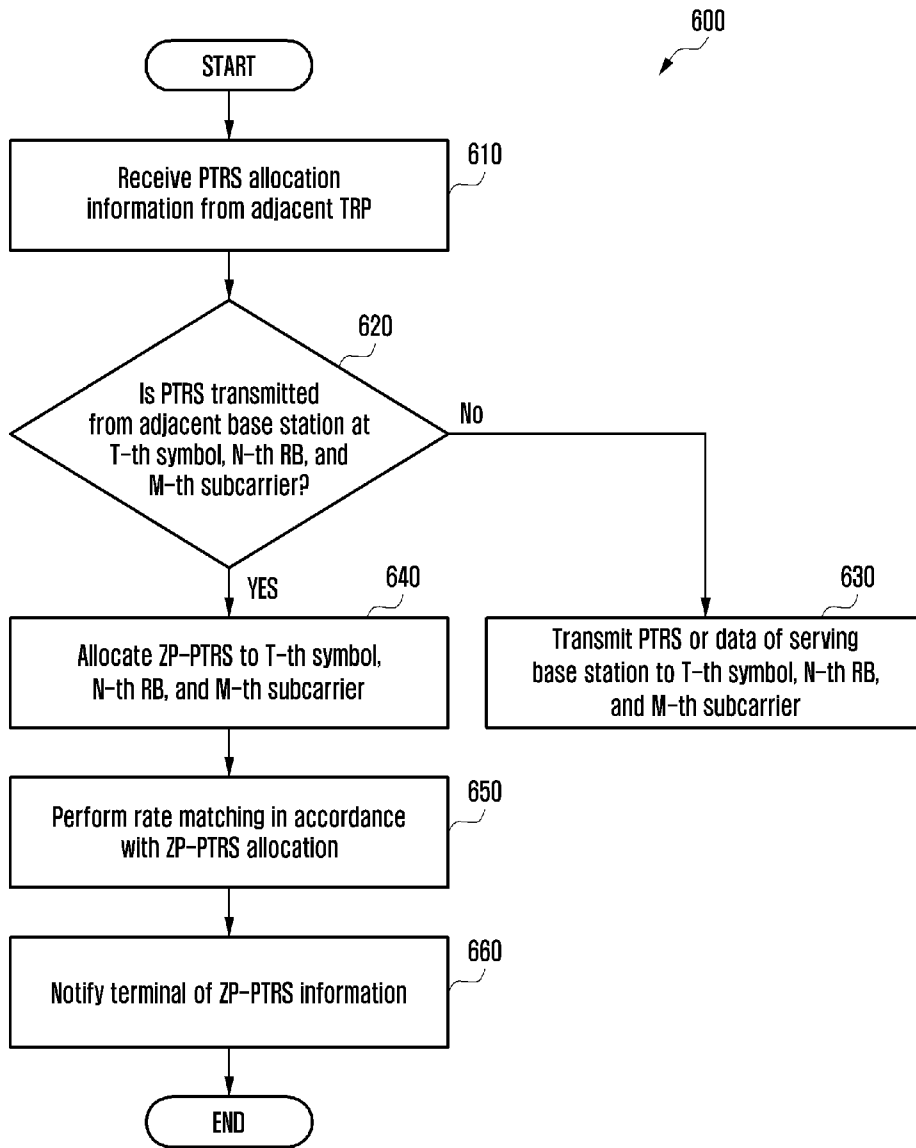 600
START
610
Receive PTRS allocation
information from adjacent TRP
620
Is PTRS transmitted
from adjacent base station at
T-th symbol, N-th RB, and
M-th subcarrier?
No
YES
640
Allocate ZP-PTRS to T-th symbol,
N-th RB, and M-th subcarrier
630
Transmit PTRS or data of serving
base station to T-th symbol, N-th RB,
and M-th subcarrier
650
Perform rate matching in accordance
with ZP-PTRS allocation
660
Notify terminal of ZP-PTRS information
END